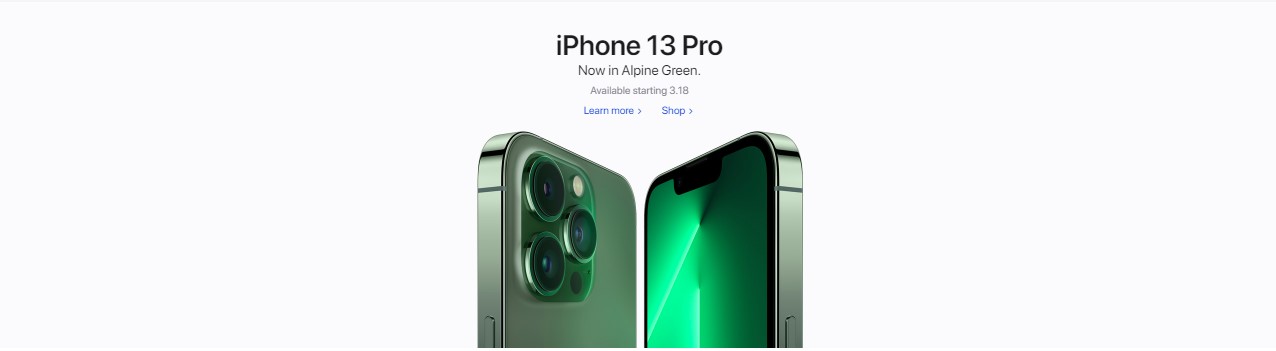 iPhone 13 Pro
Now in Alpine Green.
Available starting 3.18
Learn more > Shop >